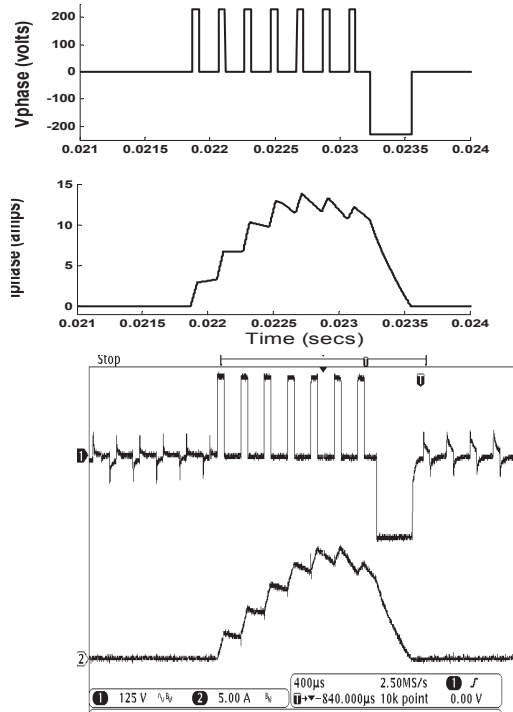 Vphase (volts)
200
100
0
-100
-200
0.021 0.0215 0.022 0.0225 0.023 0.0235 0.024
Iphase (amps)
15
10
5
0
0.021 0.0215 0.022 0.0225 0.023 0.0235 0.024
Time (secs)
Stop
T
1
2
1 125 V 2 5.00 A
400µs 2.50MS/s 1
T→▼-840.000µs 10k point 0.00 V